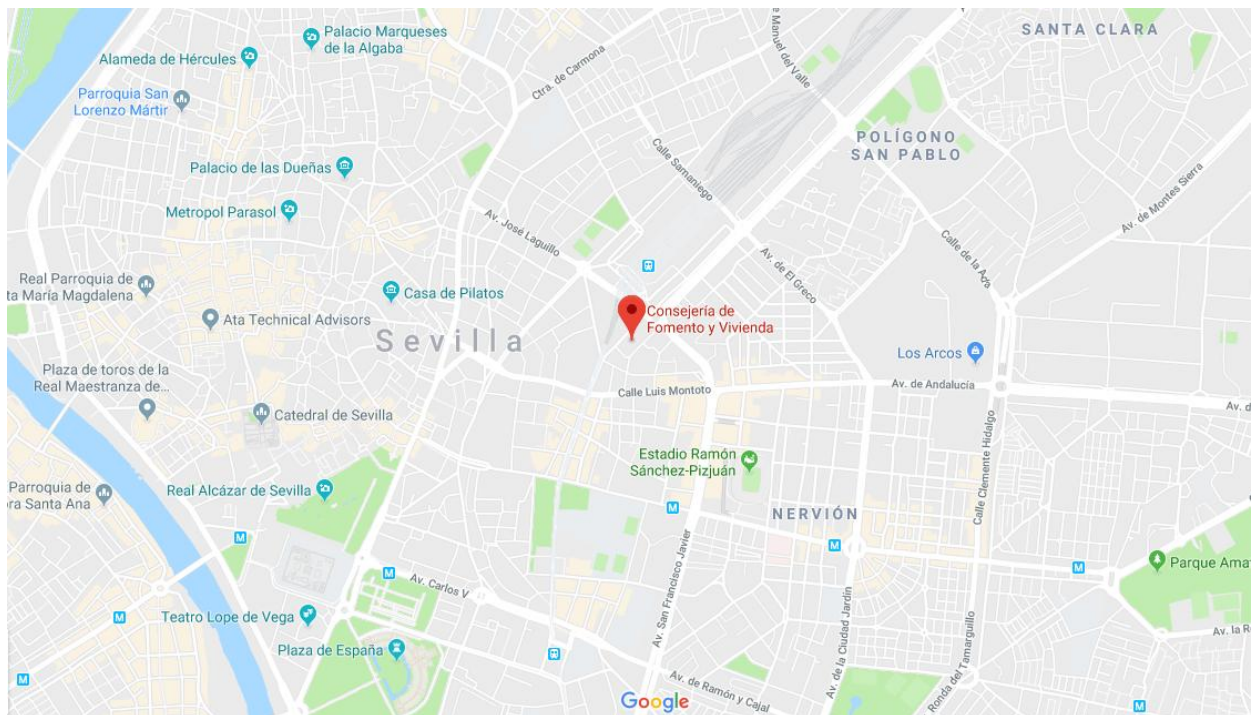 SANTA CLARA
Palacio Marqueses
de la Algaba
Alameda de Hércules
Ctra. de Carmona
Manuel del Valle
Parroquia San
Lorenzo Mártir
POLÍGONO
SAN PABLO
Calle Samaniego
Palacio de las Dueñas
Av. de Montes Sierra
Metropol Parasol
Av. José Laguillo
Calle de la Ada
Av. de El Greco
Real Parroquia de
ta María Magdalena
Casa de Pilatos
Consejería de
Fomento y Vivienda
Ata Technical Advisors
Sevilla
Los Arcos
Plaza de toros de la
Real Maestranza de...
Calle Luis Montoto
Av. de Andalucía
Av. d
Catedral de Sevilla
Calle Clemente Hidalgo
Estadio Ramón
Sánchez-Pizjuán
Parroquia de
ora Santa Ana
Real Alcázar de Sevilla
M
NERVIÓN
M
M
M
Parque Ama
M
M
Av. Carlos V
Av. San Francisco Javier
Teatro Lope de Vega
M
Av. de la Ciudad Jardín
Ronda del Tamarguillo
Av. la R
Plaza de España
M
Av. de Ramón y Cajal
Google
M